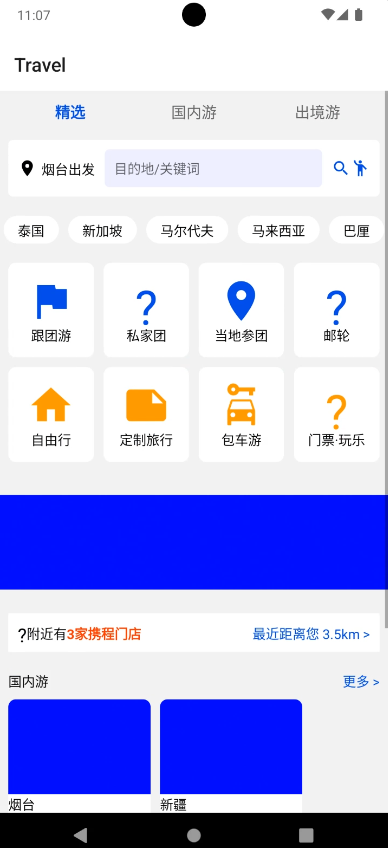 11:07
Travel
精选 国内游 出境游
烟台出发 目的地/关键词
泰国 新加坡 马尔代夫 马来西亚 巴厘
跟团游 私家团 当地参团 邮轮
自由行 定制旅行 包车游 门票·玩乐
?附近有3家携程门店 最近距离您 3.5km >
国内游 更多 >
烟台 新疆